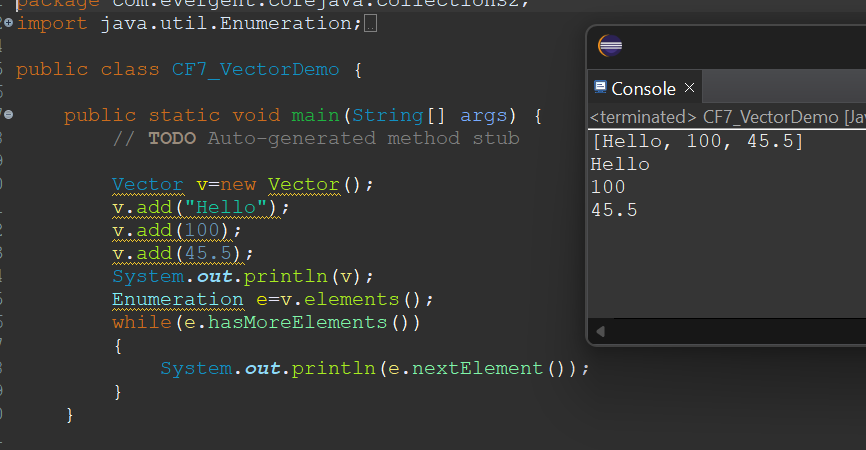 package com.evergent.corejava.collections2;
import java.util.Enumeration;
public class CF7_VectorDemo {
public static void main(String[] args) {
// TODO Auto-generated method stub
Vector v=new Vector();
v.add("Hello");
v.add(100);
v.add(45.5);
System.out.println(v);
Enumeration e=v.elements();
while(e.hasMoreElements())
{
System.out.println(e.nextElement());
}
}
Console
<terminated> CF7_VectorDemo [Ja
[Hello, 100, 45.5]
Hello
100
45.5